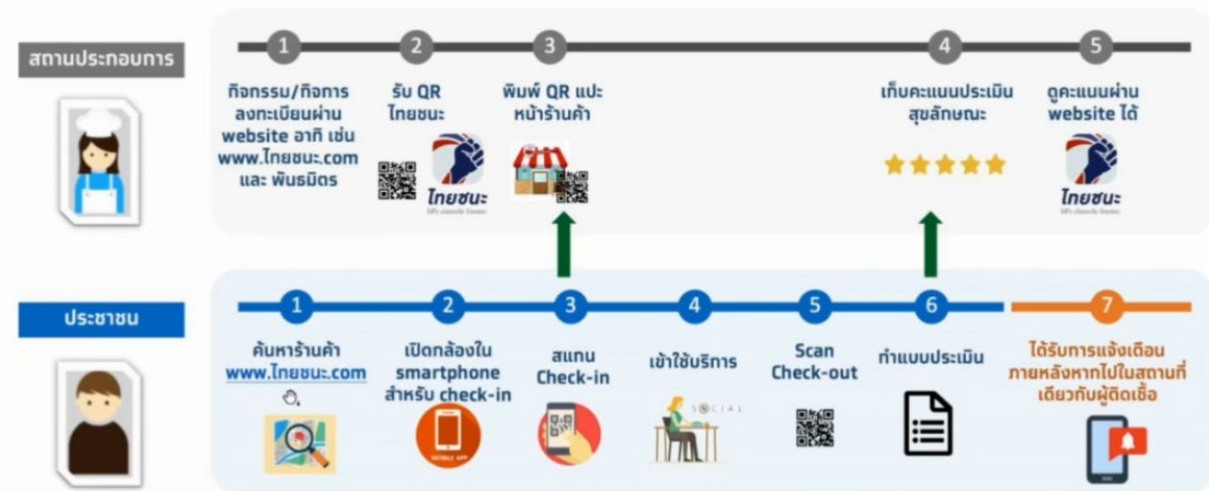 สถานประกอบการ
1
2
3
4
5
กิจกรรม/กิจการ
ลงทะเบียนผ่าน
website อาทิ เช่น
www.ไทยชนะ.com
และ พันธมิตร
รับ QR
ไทยชนะ
ไทยชนะ
พิมพ์ QR แปะ
หน้าร้านค้า
เก็บคะแนนประเมิน
สุขลักษณะ
ดูคะแนนผ่าน
website ได้
ไทยชนะ
ประชาชน
1
2
3
4
5
6
7
ค้นหาร้านค้า
www.ไทยชนะ.com
เปิดกล้องใน
smartphone
สำหรับ check-in
MOBILE APP
สแกน
Check-in
เข้าใช้บริการ
SOCIAL
Scan
Check-out
ทำแบบประเมิน
ได้รับการแจ้งเตือน
ภายหลังหากไปในสถานที่
เดียวกับผู้ติดเชื้อ